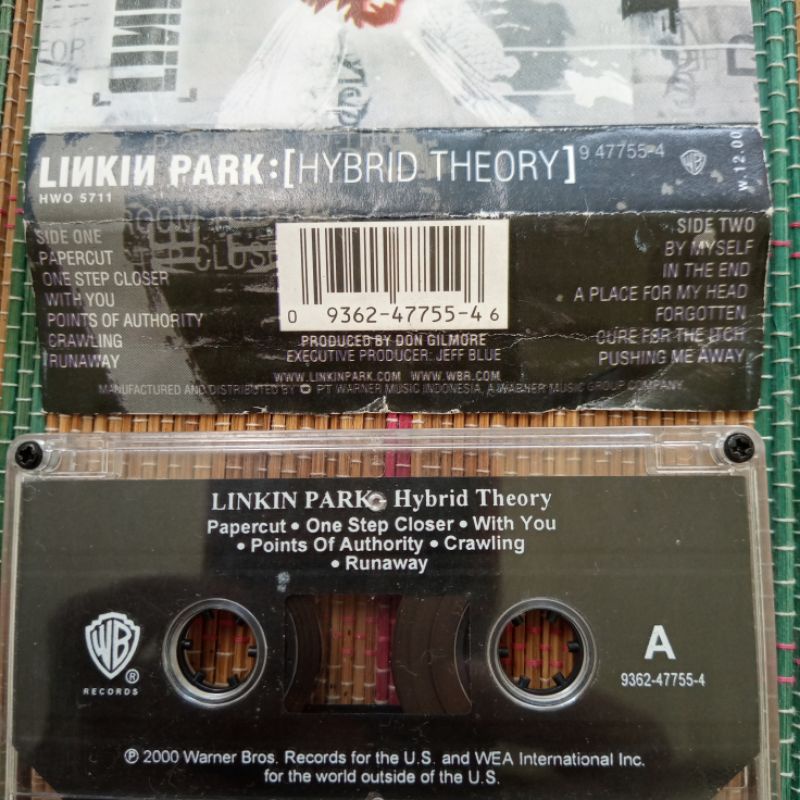 LINKIN PARK:[HYBRID THEORY]
9 47755-4
W.12.00
HWO 5711
SIDE ONE
PAPERCUT
ONE STEP CLOSER
WITH YOU
POINTS OF AUTHORITY
CRAWLING
RUNAWAY
0 9362-47755-4 6
PRODUCED BY DON GILMORE
EXECUTIVE PRODUCER: JEFF BLUE
WWW.LINKINPARK.COM WWW.WBR.COM
SIDE TWO
BY MYSELF
IN THE END
A PLACE FOR MY HEAD
FORGOTTEN
CURE FOR THE ITCH
PUSHING ME AWAY
MANUFACTURED AND DISTRIBUTED BY PT WARNER MUSIC INDONESIA, A WARNER MUSIC GROUP COMPANY
LINKIN PARK - Hybrid Theory
Papercut • One Step Closer • With You
• Points Of Authority • Crawling
• Runaway
WB
®
RECORDS
A
9362-47755-4
℗ 2000 Warner Bros. Records for the U.S. and WEA International Inc.
for the world outside of the U.S.